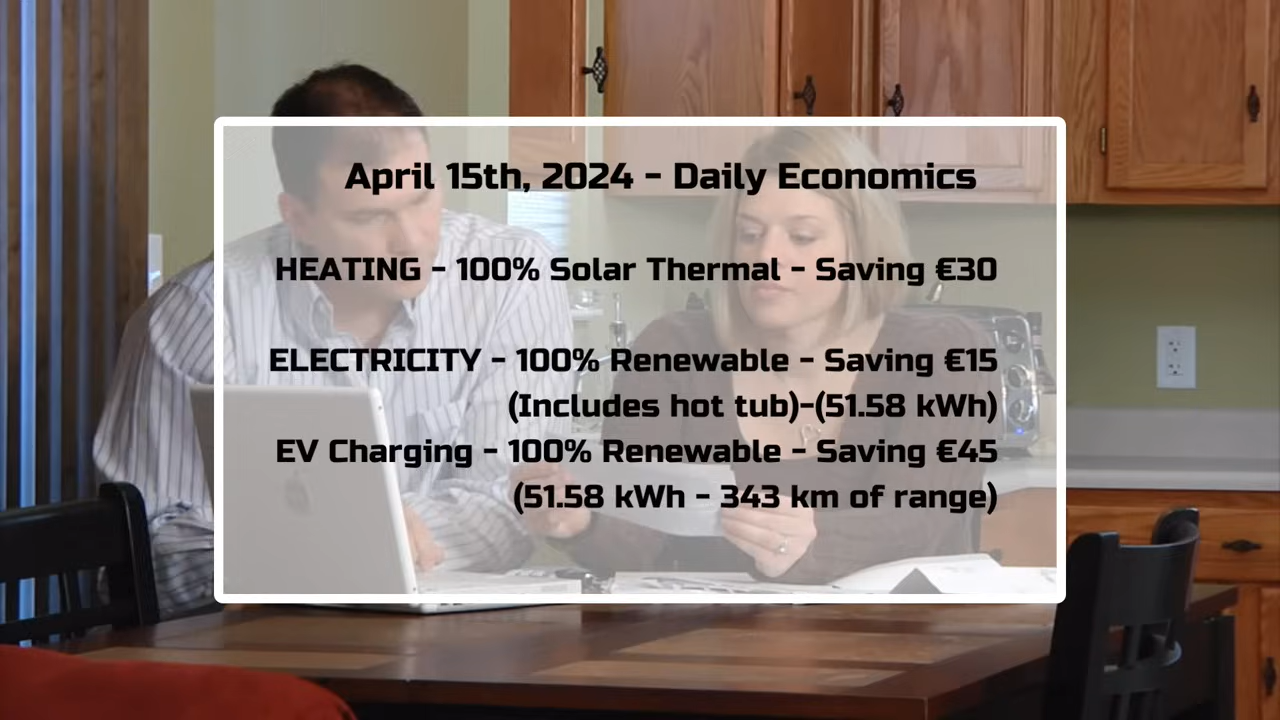 April 15th, 2024 - Daily Economics
HEATING - 100% Solar Thermal - Saving €30
ELECTRICITY - 100% Renewable - Saving €15
(Includes hot tub)-(51.58 kWh)
EV Charging - 100% Renewable - Saving €45
(51.58 kWh - 343 km of range)